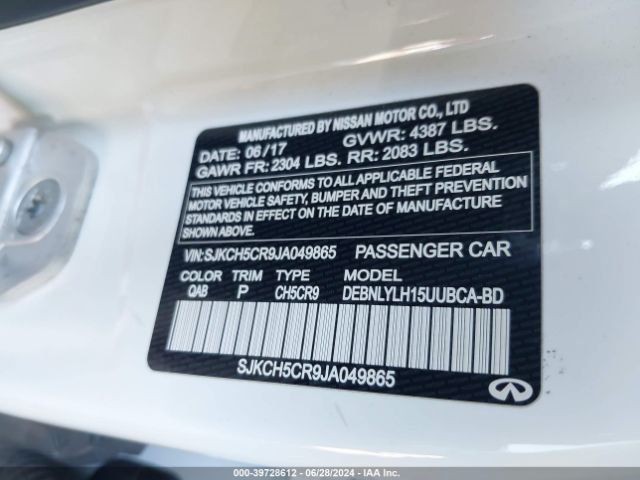 MANUFACTURED BY NISSAN MOTOR CO., LTD
DATE: 06/17 GVWR: 4387 LBS.
GAWR FR: 2304 LBS. RR: 2083 LBS.
THIS VEHICLE CONFORMS TO ALL APPLICABLE FEDERAL
MOTOR VEHICLE SAFETY, BUMPER AND THEFT PREVENTION
STANDARDS IN EFFECT ON THE DATE OF MANUFACTURE
SHOWN ABOVE.
VIN:SJKCH5CR9JA049865 PASSENGER CAR
COLOR TRIM TYPE MODEL
QAB P CH5CR9 DEBNLYLH15UUBCA-BD
SJKCH5CR9JA049865
000-39728612 / 06/28/2024 / IAA Inc.